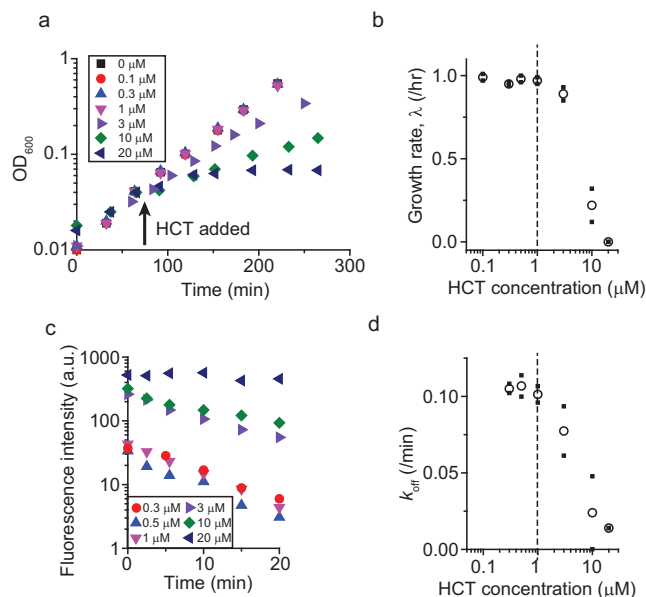 a
1
0.1
0.01
OD600
0 μM
0.1 μM
0.3 μM
1 μM
3 μM
10 μM
20 μM
HCT added
0 100 200 300
Time (min)
b
1.0
0.5
0.0
Growth rate, λ (/hr)
0.1 1 10
HCT concentration (μM)
c
1000
100
10
1
Fluorescence intensity (a.u.)
0.3 μM 3 μM
0.5 μM 10 μM
1 μM 20 μM
0 10 20
Time (min)
d
0.10
0.05
0.00
koff (/min)
0.1 1 10
HCT concentration (μM)